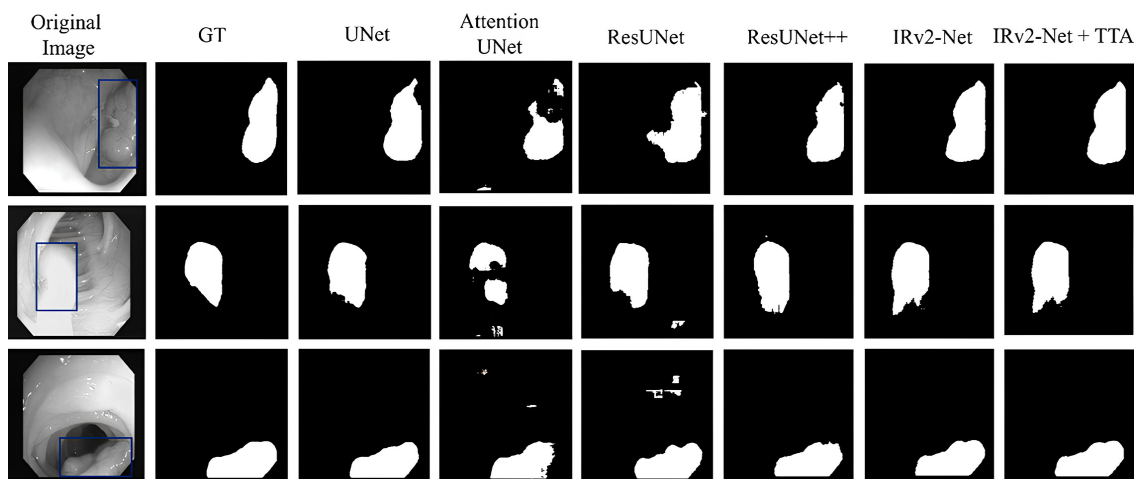 Original
Image
GT
UNet
Attention
UNet
ResUNet
ResUNet++
IRv2-Net
IRv2-Net + TTA